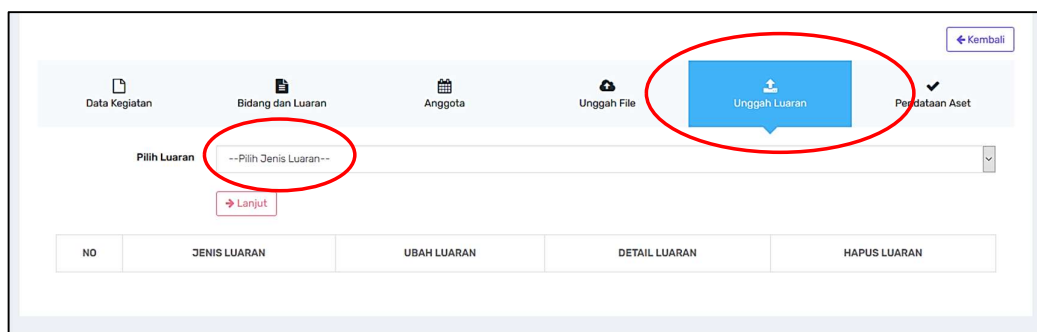 Kembali
Data Kegiatan
Bidang dan Luaran
Anggota
Unggah File
Unggah Luaran
Pendataan Aset
Pilih Luaran
--Pilih Jenis Luaran--
Lanjut
NO JENIS LUARAN UBAH LUARAN DETAIL LUARAN HAPUS LUARAN